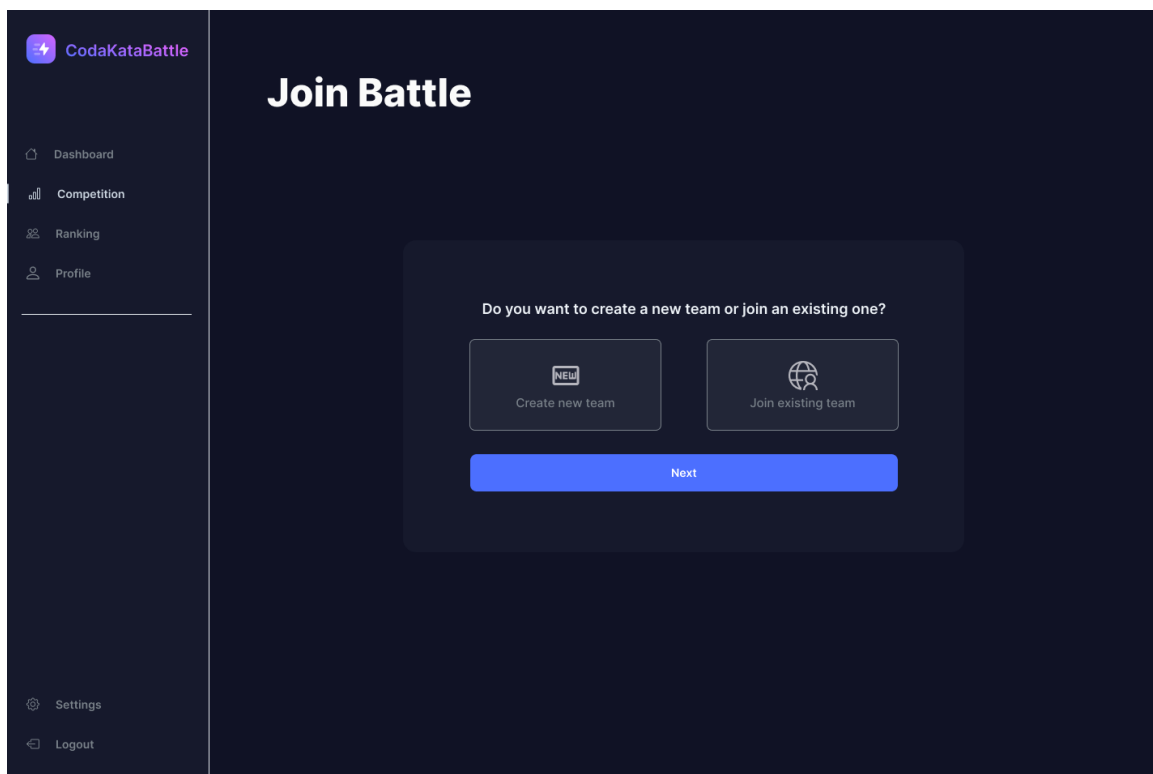 CodaKataBattle
Join Battle
Dashboard
Competition
Ranking
Profile
Do you want to create a new team or join an existing one?
NEW
Create new team
Join existing team
Next
Settings
Logout